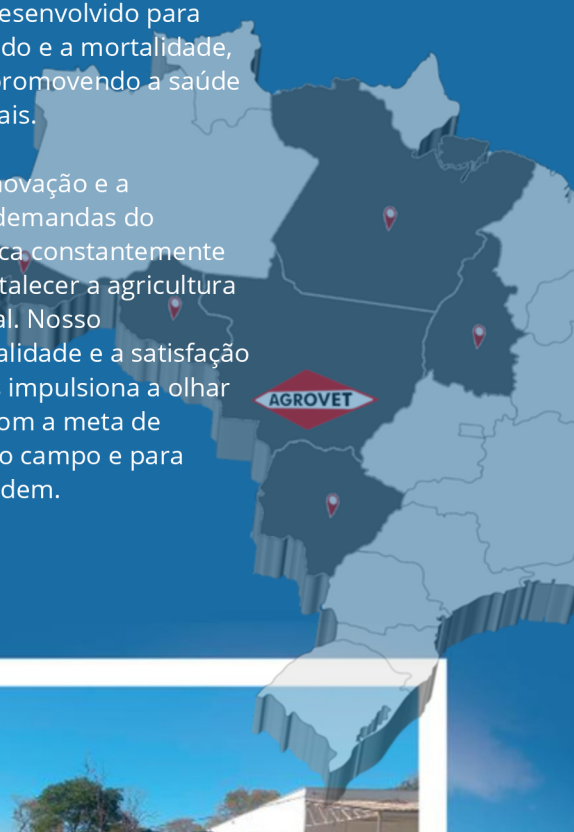 esenvolvido para
do e a mortalidade,
romovendo a saúde
ais.
novação e a
demandas do
ca constantemente
talecer a agricultura
al. Nosso
alidade e a satisfação
impulsiona a olhar
om a meta de
o campo e para
dem.
AGROVET